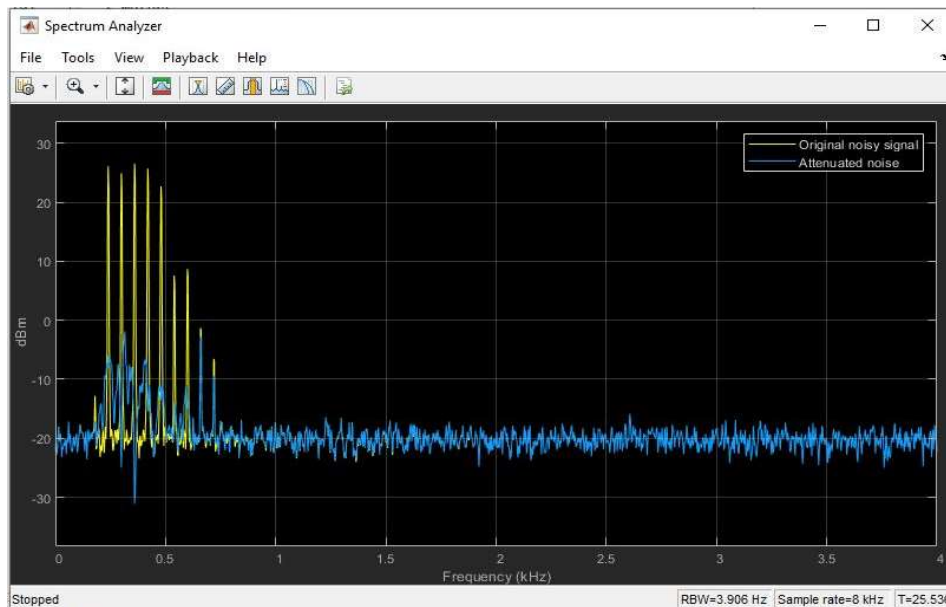 Spectrum Analyzer
File Tools View Playback Help
Original noisy signal
Attenuated noise
30
20
10
0
-10
-20
-30
dBm
0 0.5 1 1.5 2 2.5 3 3.5 4
Frequency (kHz)
Stopped RBW=3.906 Hz Sample rate=8 kHz